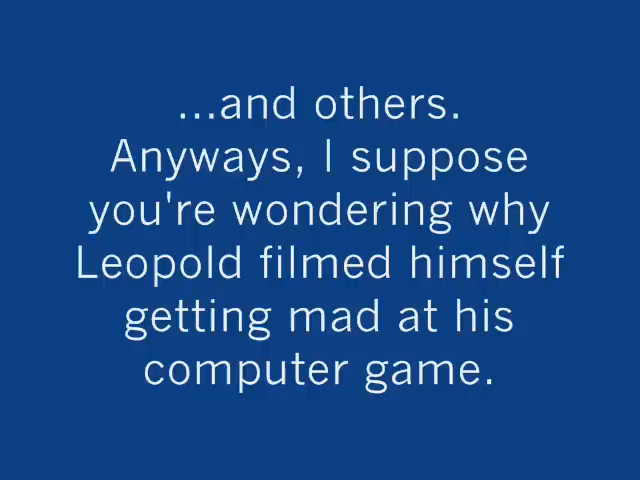 ...and others.
Anyways, I suppose
you're wondering why
Leopold filmed himself
getting mad at his
computer game.